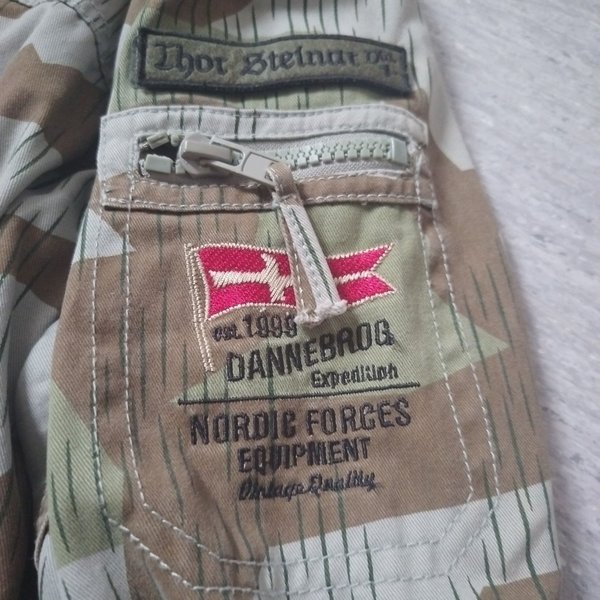 Thor Steinar
est. 1999
DANNEBROG
Expedition
NORDIC FORCES
EQUIPMENT
Vintage Quality